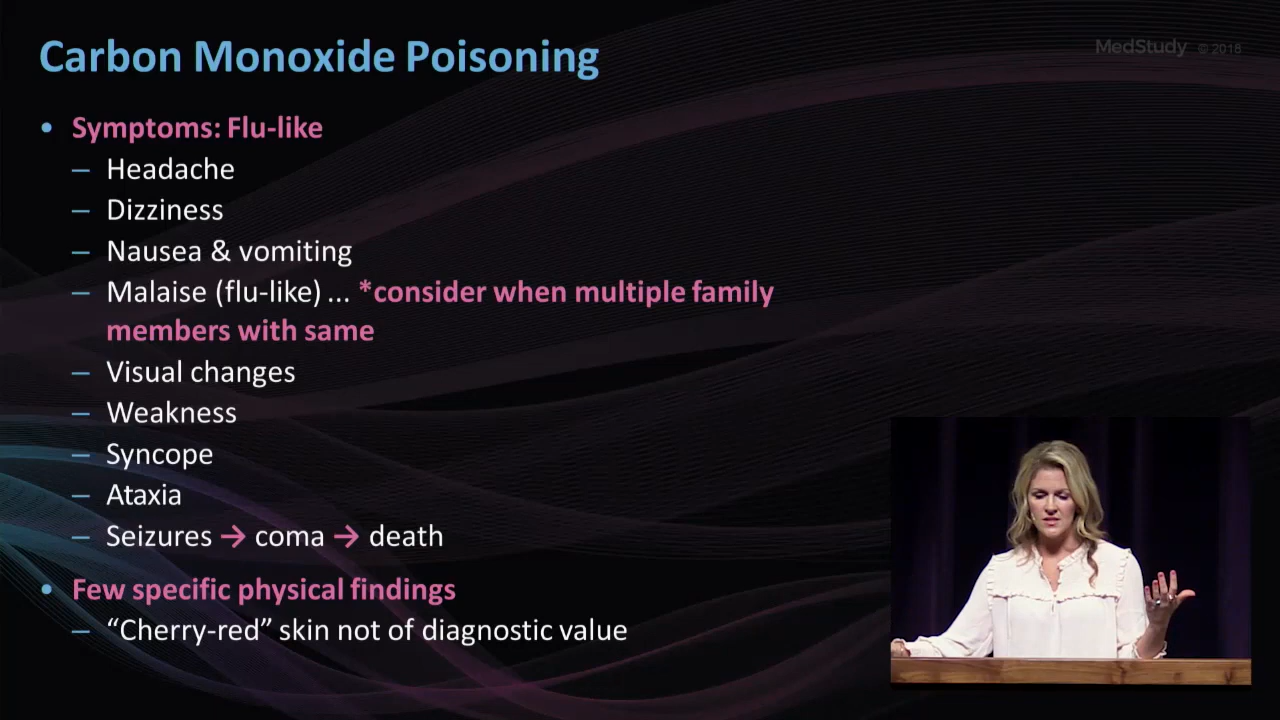 Carbon Monoxide Poisoning
MedStudy © 2018
• Symptoms: Flu-like
– Headache
– Dizziness
– Nausea & vomiting
– Malaise (flu-like) ... *consider when multiple family
members with same
– Visual changes
– Weakness
– Syncope
– Ataxia
– Seizures → coma → death
• Few specific physical findings
– “Cherry-red” skin not of diagnostic value